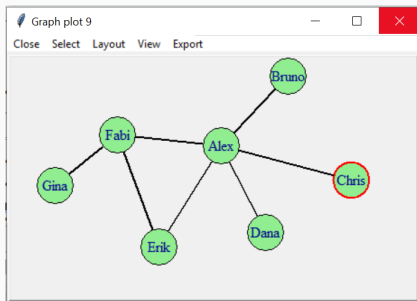 Graph plot 9
Close Select Layout View Export
Bruno
Fabi
Alex
Gina
Chris
Dana
Erik